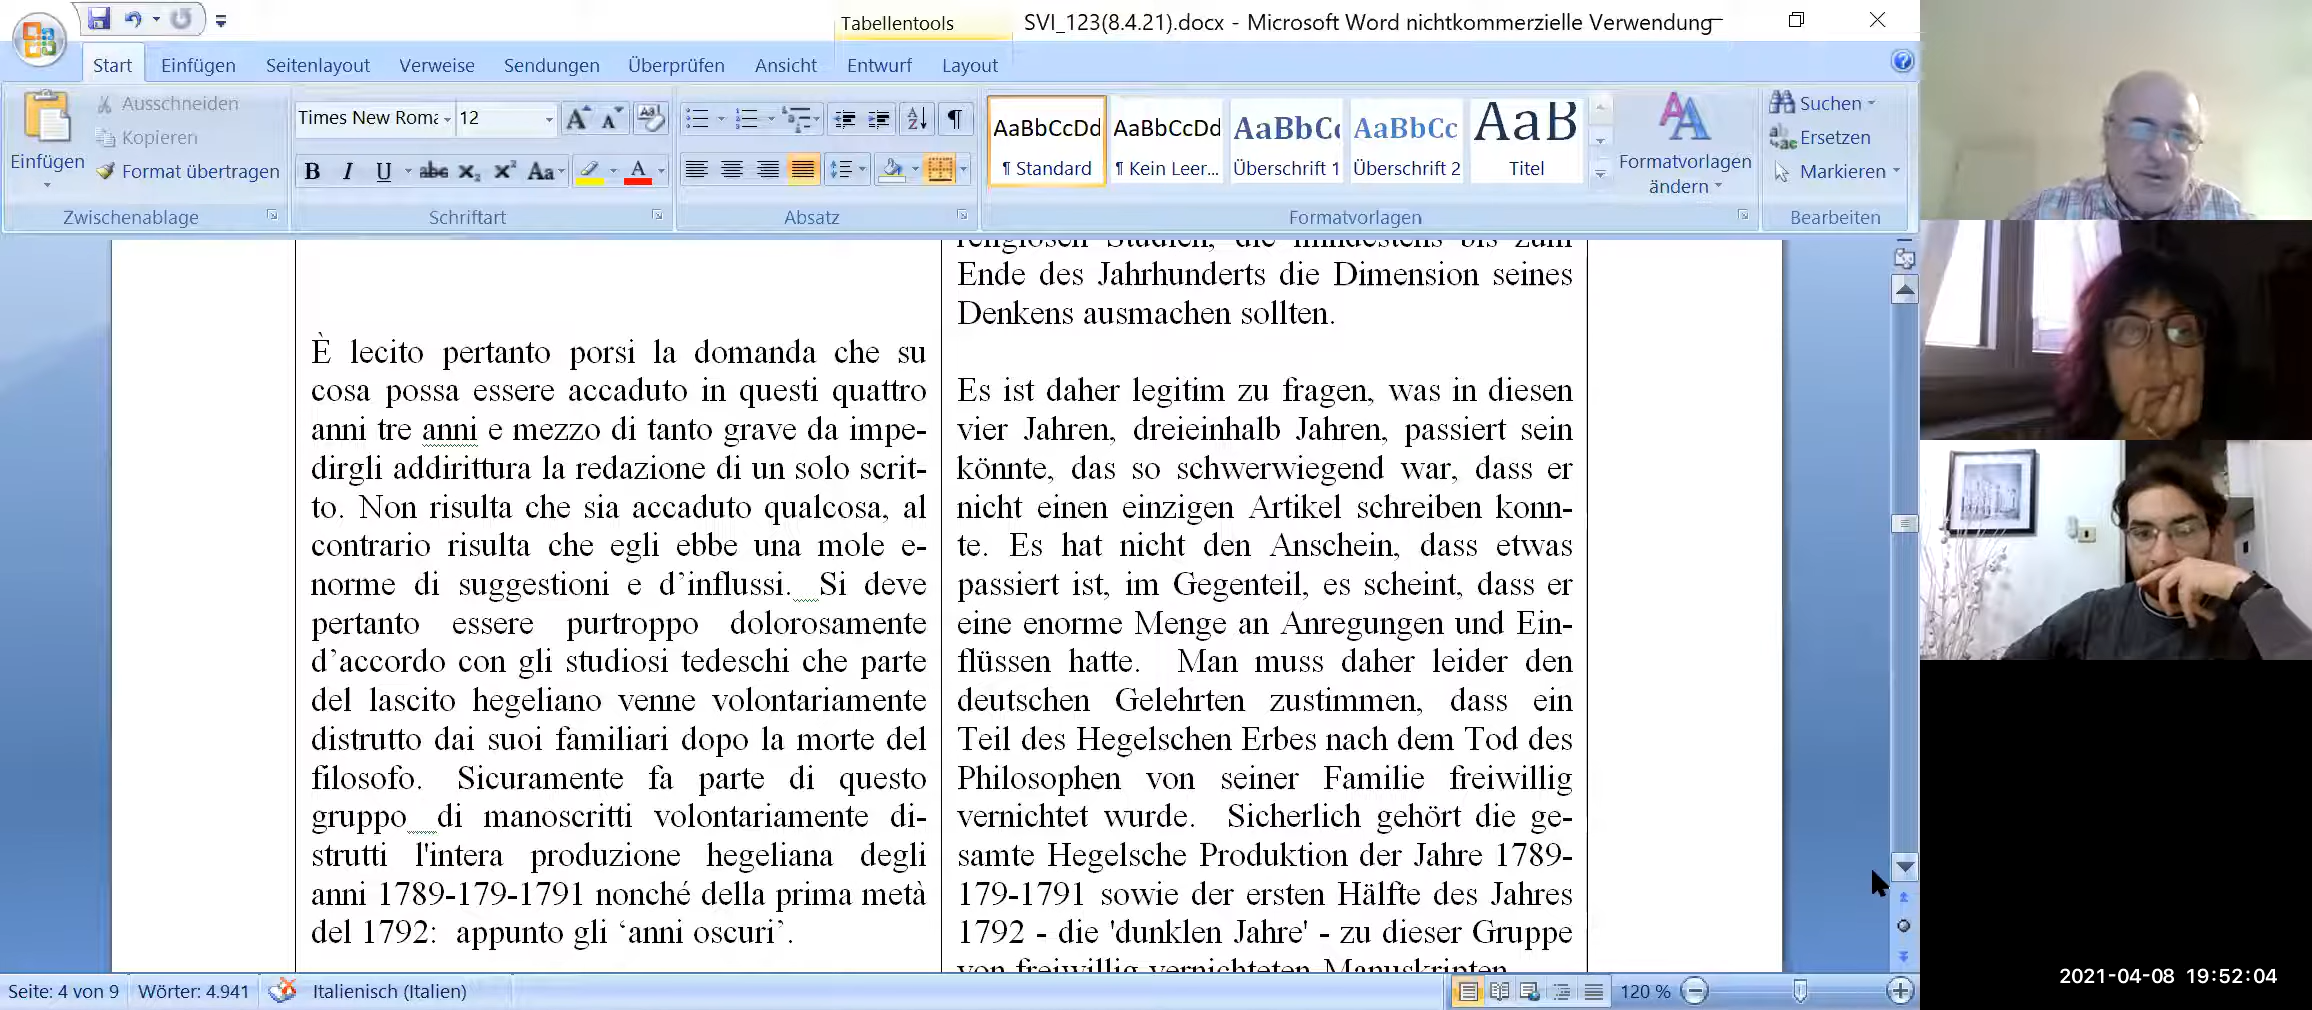 Tabellentools
SVI_123(8.4.21).docx - Microsoft Word nichtkommerzielle Verwendung
Start Einfügen Seitenlayout Verweise Sendungen Überprüfen Ansicht Entwurf Layout
Einfügen
Ausschneiden
Kopieren
Format übertragen
Zwischenablage
Times New Roma 12
Schriftart
Absatz
AaBbCcDd AaBbCcDd AaBbCc AaBbCc AaB
¶ Standard ¶ Kein Leer... Überschrift 1 Überschrift 2 Titel
Formatvorlagen
ändern
Formatvorlagen
Suchen
Ersetzen
Markieren
Bearbeiten
È lecito pertanto porsi la domanda che su
cosa possa essere accaduto in questi quattro
anni tre anni e mezzo di tanto grave da impe-
dirgli addirittura la redazione di un solo scrit-
to. Non risulta che sia accaduto qualcosa, al
contrario risulta che egli ebbe una mole e-
norme di suggestioni e d’influssi. Si deve
pertanto essere purtroppo dolorosamente
d’accordo con gli studiosi tedeschi che parte
del lascito hegeliano venne volontariamente
distrutto dai suoi familiari dopo la morte del
filosofo. Sicuramente fa parte di questo
gruppo di manoscritti volontariamente di-
strutti l'intera produzione hegeliana degli
anni 1789-179-1791 nonché della prima metà
del 1792: appunto gli ‘anni oscuri’.
religiösen Studien, die mindestens bis zum
Ende des Jahrhunderts die Dimension seines
Denkens ausmachen sollten.
Es ist daher legitim zu fragen, was in diesen
vier Jahren, dreieinhalb Jahren, passiert sein
könnte, das so schwerwiegend war, dass er
nicht einen einzigen Artikel schreiben konn-
te. Es hat nicht den Anschein, dass etwas
passiert ist, im Gegenteil, es scheint, dass er
eine enorme Menge an Anregungen und Ein-
flüssen hatte. Man muss daher leider den
deutschen Gelehrten zustimmen, dass ein
Teil des Hegelschen Erbes nach dem Tod des
Philosophen von seiner Familie freiwillig
vernichtet wurde. Sicherlich gehört die ge-
samte Hegelsche Produktion der Jahre 1789-
179-1791 sowie der ersten Hälfte des Jahres
1792 - die 'dunklen Jahre' - zu dieser Gruppe
von freiwillig vernichteten Manuskripten.
Seite: 4 von 9 Wörter: 4.941 Italienisch (Italien) 120 %
2021-04-08 19:52:04